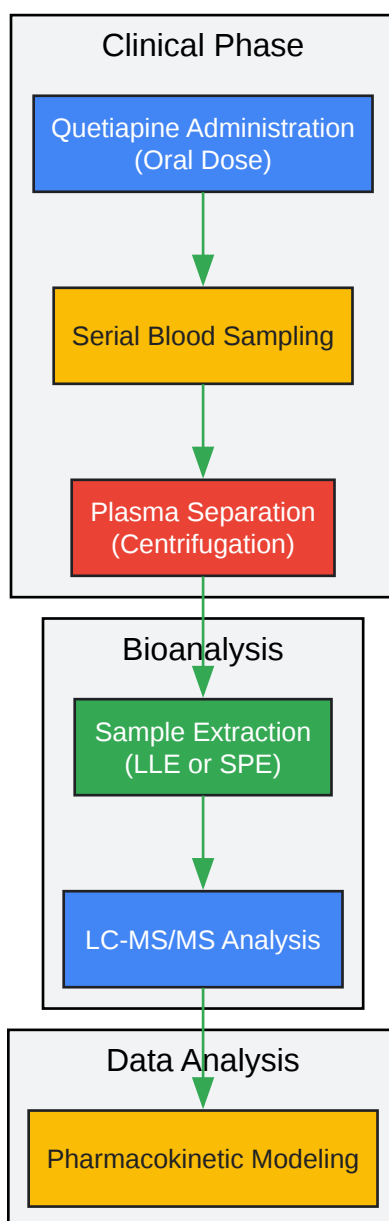 Clinical Phase
Quetiapine Administration
(Oral Dose)
Serial Blood Sampling
Plasma Separation
(Centrifugation)
Bioanalysis
Sample Extraction
(LLE or SPE)
LC-MS/MS Analysis
Data Analysis
Pharmacokinetic Modeling